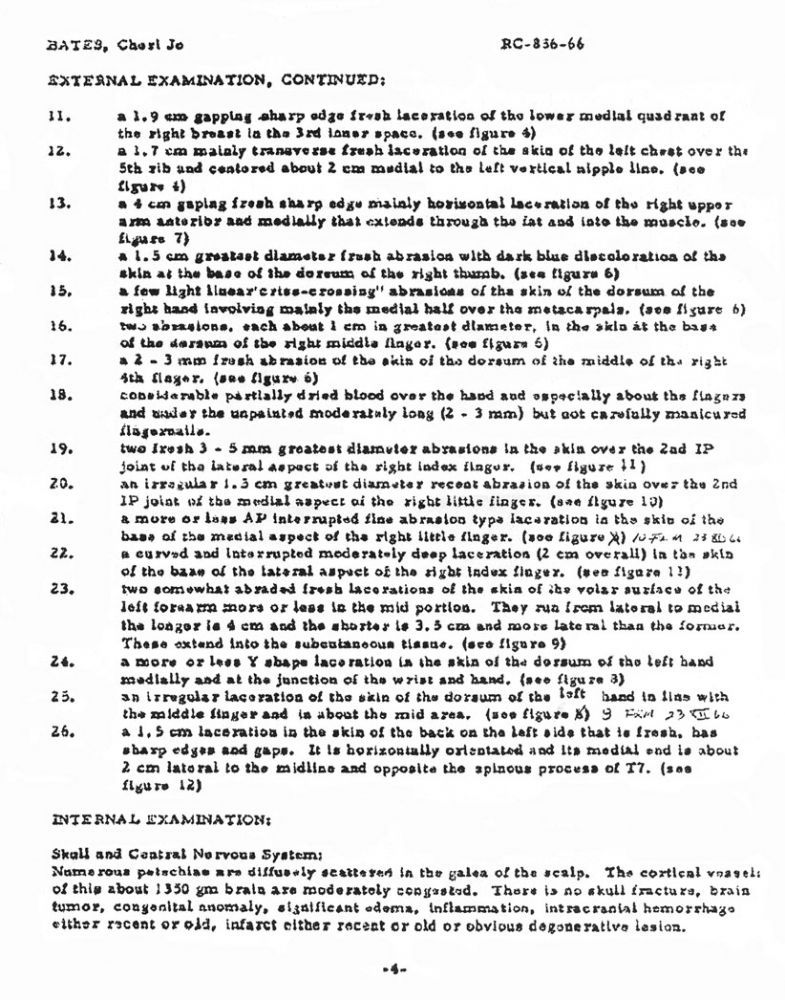 BATES, Cheri Jo RC-836-66
EXTERNAL EXAMINATION, CONTINUED:
11. a 1.9 cm gapping sharp edge fresh laceration of the lower medial quadrant of
the right breast in the 3rd inner space. (see figure 4)
12. a 1.7 cm mainly transverse fresh laceration of the skin of the left chest over the
5th rib and centered about 2 cm medial to the left vertical nipple line. (see
figure 4)
13. a 4 cm gaping fresh sharp edge mainly horizontal laceration of the right upper
arm anterior and medially that extends through the fat and into the muscle. (see
figure 7)
14. a 1.5 cm greatest diameter fresh abrasion with dark blue discoloration of the
skin at the base of the dorsum of the right thumb. (see figure 6)
15. a few light linear'criss-crossing" abrasions of the skin of the dorsum of the
right hand involving mainly the medial half over the metacarpals. (see figure 6)
16. two abrasions, each about 1 cm in greatest diameter, in the skin at the base
of the dorsum of the right middle finger. (see figure 6)
17. a 2 - 3 mm fresh abrasion of the skin of the dorsum of the middle of the right
4th finger. (see figure 6)
18. considerable partially dried blood over the hand and especially about the fingers
and under the unpainted moderately long (2 - 3 mm) but not carefully manicured
fingernails.
19. two fresh 3 - 5 mm greatest diameter abrasions in the skin over the 2nd IP
joint of the lateral aspect of the right index finger. (see figure 11)
20. an irregular 1.3 cm greatest diameter recent abrasion of the skin over the 2nd
IP joint of the medial aspect of the right little finger. (see figure 10)
21. a more or less AP interrupted fine abrasion type laceration in the skin of the
base of the medial aspect of the right little finger. (see figure ) 10 23 XII 66
22. a curved and interrupted moderately deep laceration (2 cm overall) in the skin
of the base of the lateral aspect of the right index finger. (see figure 11)
23. two somewhat abraded fresh lacerations of the skin of the volar surface of the
left forearm more or less in the mid portion. They run from lateral to medial
the longer is 4 cm and the shorter is 3.5 cm and more lateral than the former.
These extend into the subcutaneous tissue. (see figure 9)
24. a more or less Y shape laceration in the skin of the dorsum of the left hand
medially and at the junction of the wrist and hand. (see figure 8)
25. an irregular laceration of the skin of the dorsum of the left hand in line with
the middle finger and is about the mid area. (see figure ) 9 23 XII 66
26. a 1.5 cm laceration in the skin of the back on the left side that is fresh, has
sharp edges and gaps. It is horizontally orientated and its medial end is about
2 cm lateral to the midline and opposite the spinous process of T7. (see
figure 12)
INTERNAL EXAMINATION:
Skull and Central Nervous System:
Numerous petechiae are diffusely scattered in the galea of the scalp. The cortical vessels
of this about 1350 gm brain are moderately congested. There is no skull fracture, brain
tumor, congenital anomaly, significant edema, inflammation, intracranial hemorrhage
either recent or old, infarct either recent or old or obvious degenerative lesion.
-4-